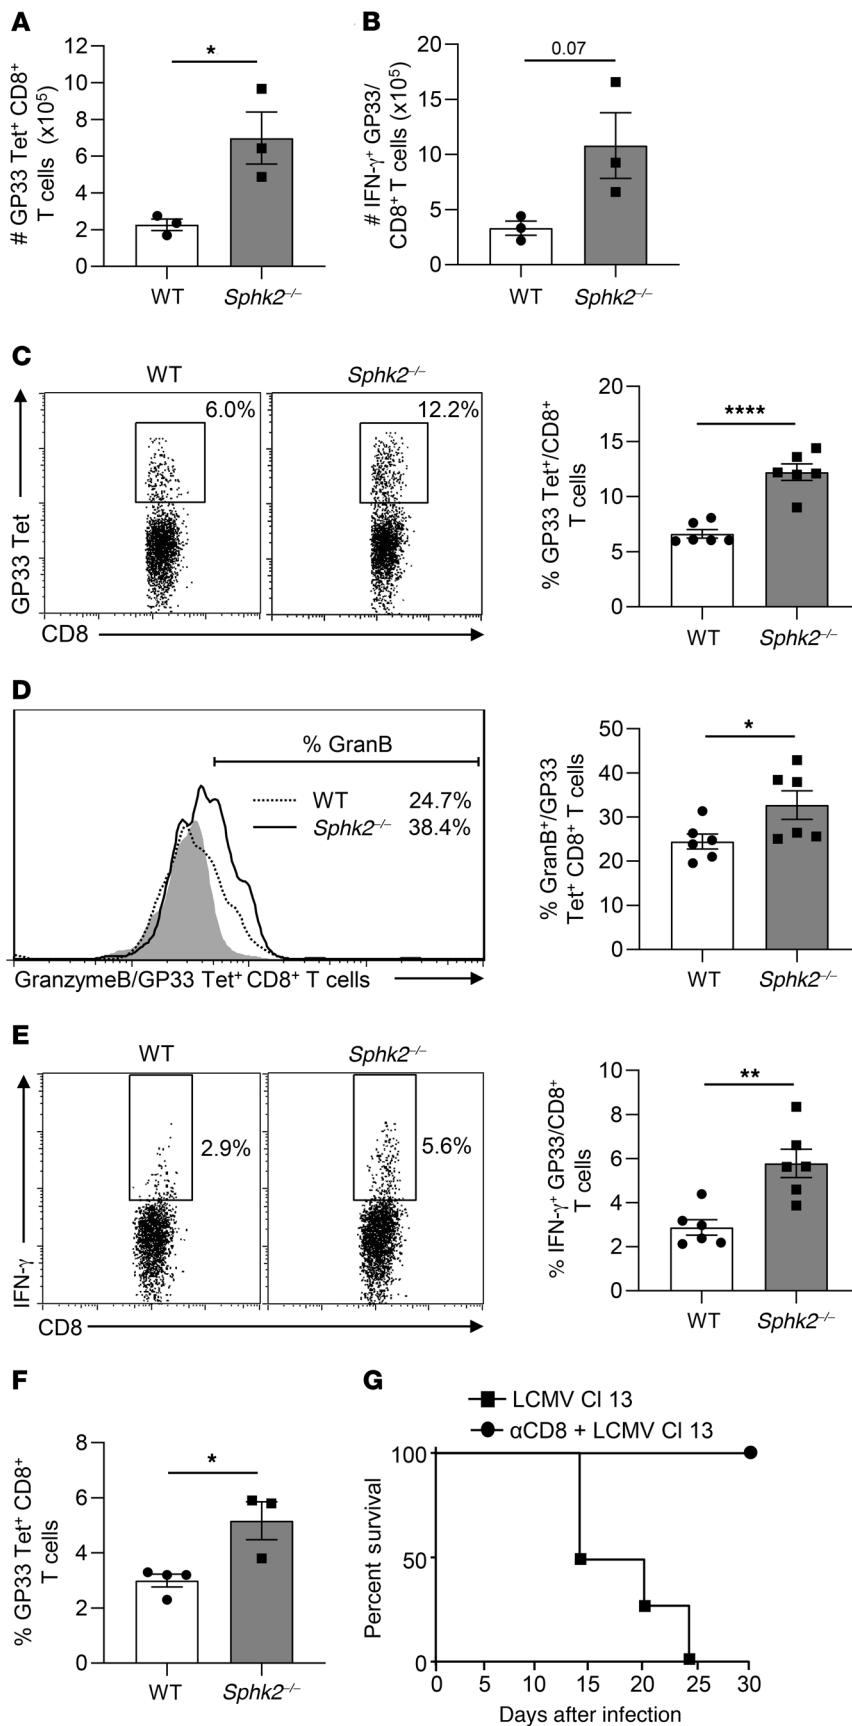 A
# GP33 Tet⁺ CD8⁺
T cells (x10⁵)
12
10
8
6
4
2
0
*
WT
Sphk2⁻/⁻
B
# IFN-γ⁺ GP33/
CD8⁺ T cells (x10⁵)
20
15
10
5
0
0.07
WT
Sphk2⁻/⁻
C
WT
Sphk2⁻/⁻
6.0%
12.2%
GP33 Tet
CD8
% GP33 Tet⁺/CD8⁺
T cells
20
15
10
5
0
****
WT
Sphk2⁻/⁻
D
% GranB
WT 24.7%
Sphk2⁻/⁻ 38.4%
GranzymeB/GP33 Tet⁺ CD8⁺ T cells
% GranB⁺/GP33
Tet⁺ CD8⁺ T cells
50
40
30
20
10
0
*
WT
Sphk2⁻/⁻
E
WT
Sphk2⁻/⁻
2.9%
5.6%
IFN-γ
CD8
% IFN-γ⁺ GP33/CD8⁺
T cells
10
8
6
4
2
0
**
WT
Sphk2⁻/⁻
F
% GP33 Tet⁺ CD8⁺
T cells
8
6
4
2
0
*
WT
Sphk2⁻/⁻
G
LCMV Cl 13
αCD8 + LCMV Cl 13
Percent survival
100
50
0
0 5 10 15 20 25 30
Days after infection